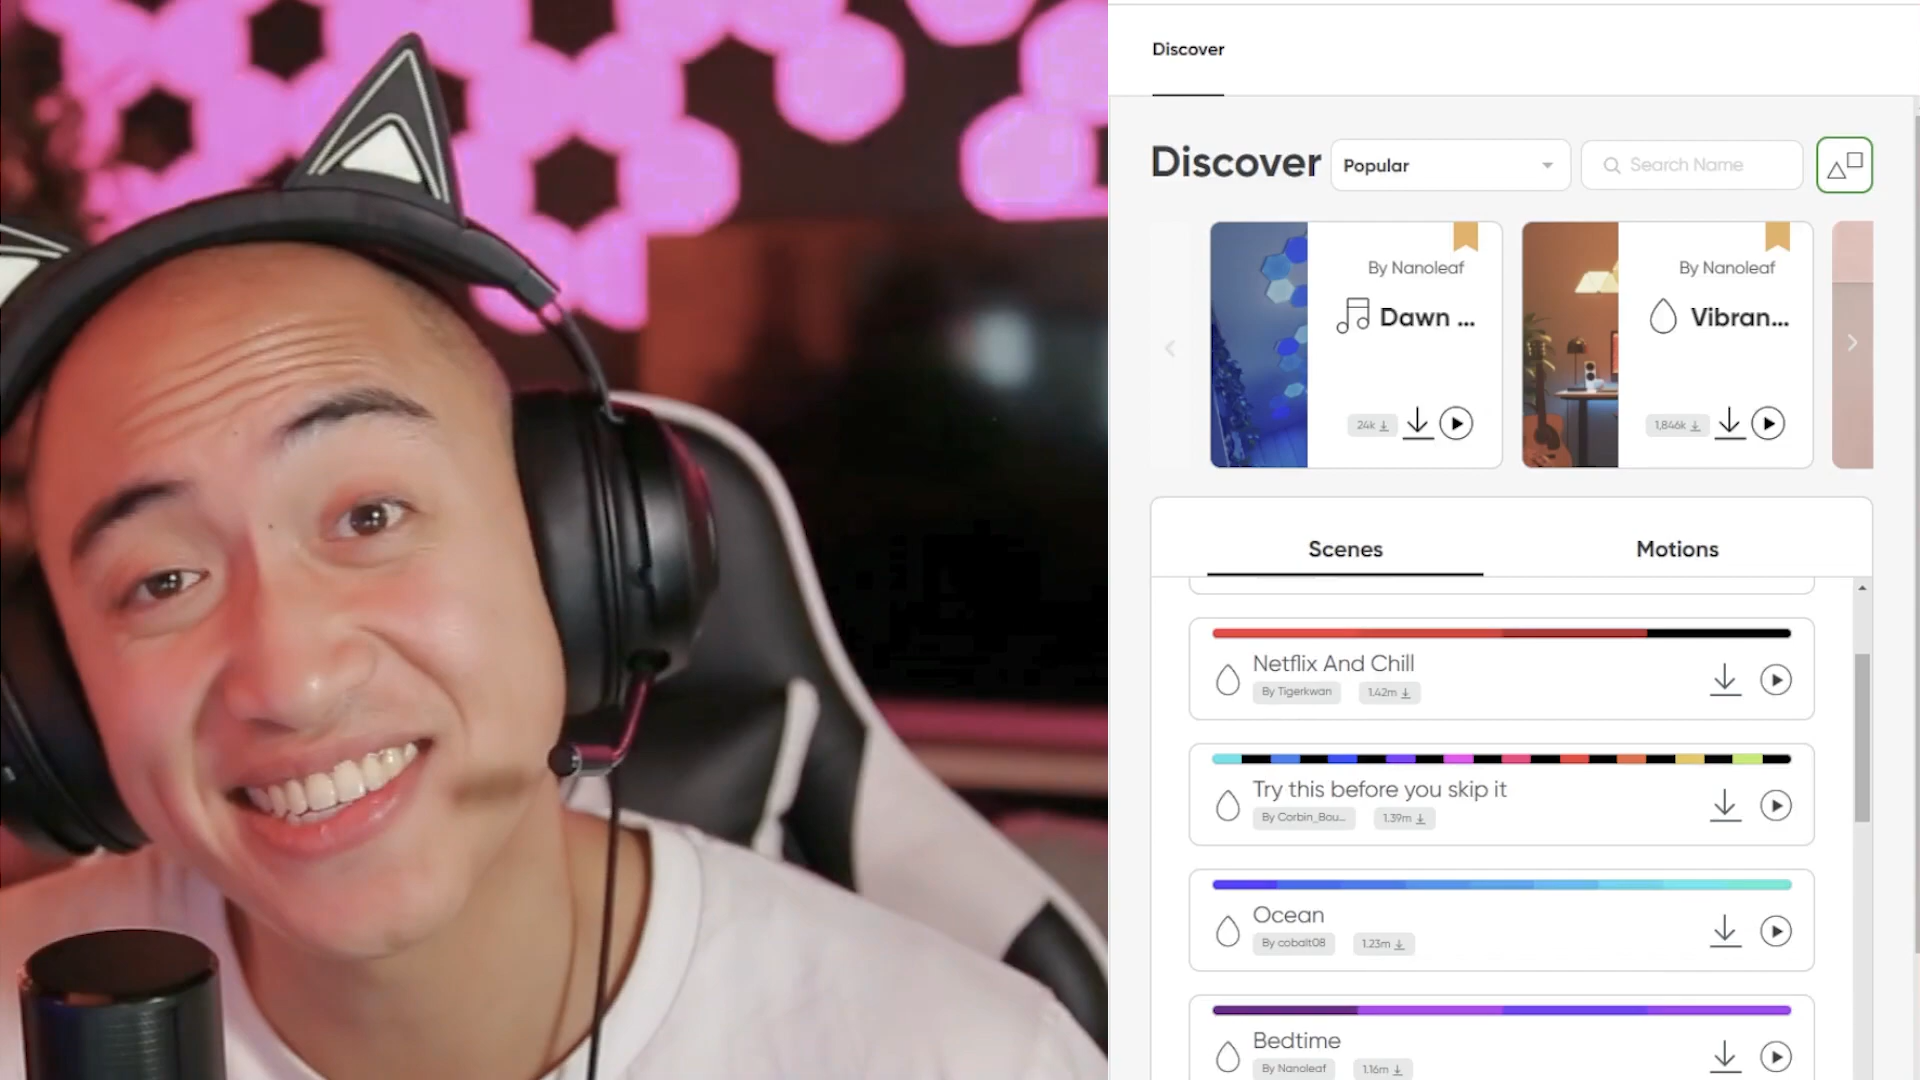 Discover
Discover
Popular
Search Name
By Nanoleaf
Dawn ...
24k
By Nanoleaf
Vibran...
1,846k
Scenes
Motions
Netflix And Chill
By Tigerkwan
1.42m
Try this before you skip it
By Corbin_Bou...
1.39m
Ocean
By cobalt08
1.23m
Bedtime
By Nanoleaf
1.16m